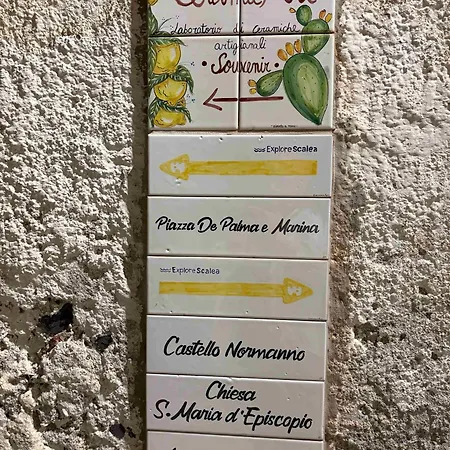 laboratorio di ceramiche
artigianali
• Souvenir •
Explore Scalea
Piazza De Palma e Marina
Explore Scalea
Castello Normanno
Chiesa
S. Maria d'Episcopio